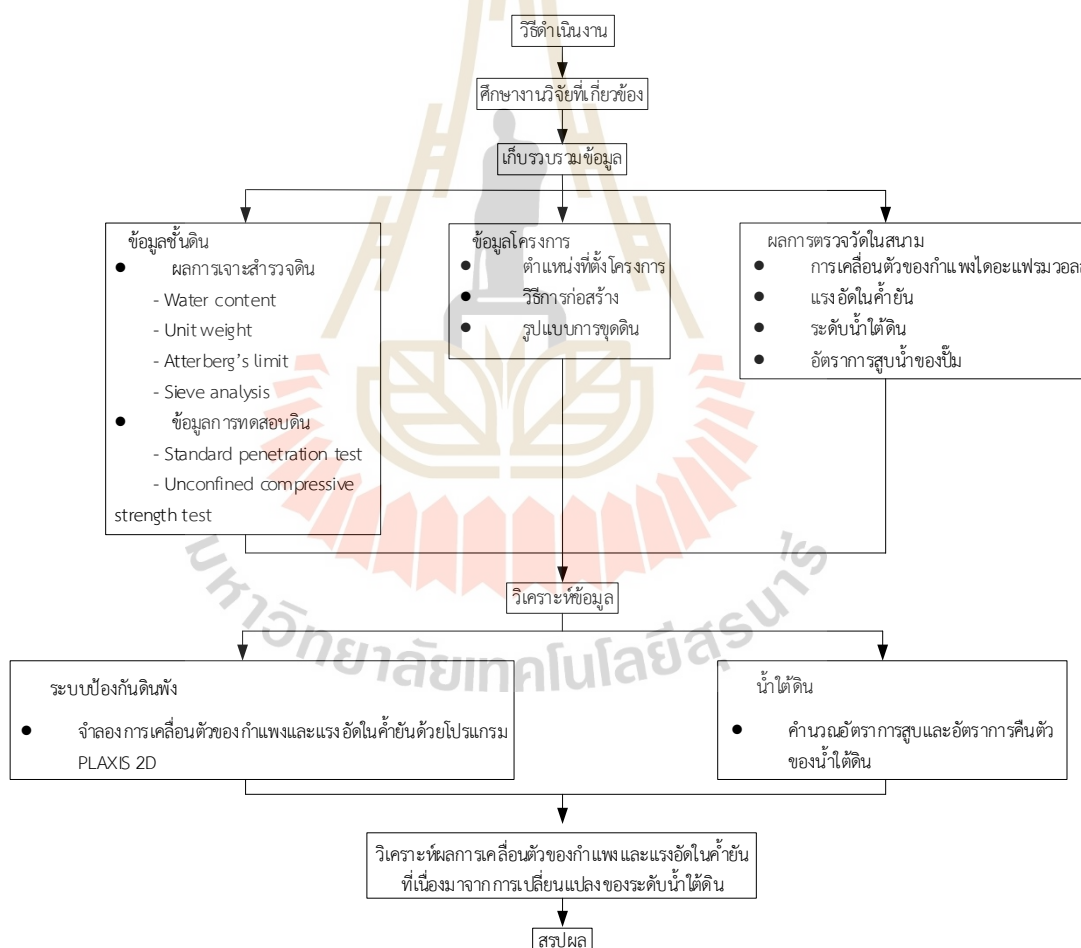 วิธีดำเนินงาน
ศึกษางานวิจัยที่เกี่ยวข้อง
เก็บรวบรวมข้อมูล
ข้อมูลชั้นดิน
● ผลการเจาะสำรวจดิน
- Water content
- Unit weight
- Atterberg's limit
- Sieve analysis
● ข้อมูลการทดสอบดิน
- Standard penetration test
- Unconfined compressive
strength test
ข้อมูลโครงการ
● ตำแหน่งที่ตั้งโครงการ
● วิธีการก่อสร้าง
● รูปแบบการขุดดิน
ผลการตรวจวัดในสนาม
● การเคลื่อนตัวของกำแพงไดอะแฟรมวอลล
● แรงอัดในค้ำยัน
● ระดับน้ำใต้ดิน
● อัตราการสูบน้ำของปั๊ม
วิเคราะห์ข้อมูล
มหาวิทยาลัยเทคโนโลยีสุรนารี
ระบบป้องกันดินพัง
● จำลองการเคลื่อนตัวของกำแพงและแรงอัดในค้ำยันด้วยโปรแกรม
PLAXIS 2D
น้ำใต้ดิน
● คำนวณอัตราการสูบและอัตราการคืนตัว
ของน้ำใต้ดิน
วิเคราะห์ผลการเคลื่อนตัวของกำแพงและแรงอัดในค้ำยัน
ที่เนื่องมาจากการเปลี่ยนแปลงของระดับน้ำใต้ดิน
สรุปผล